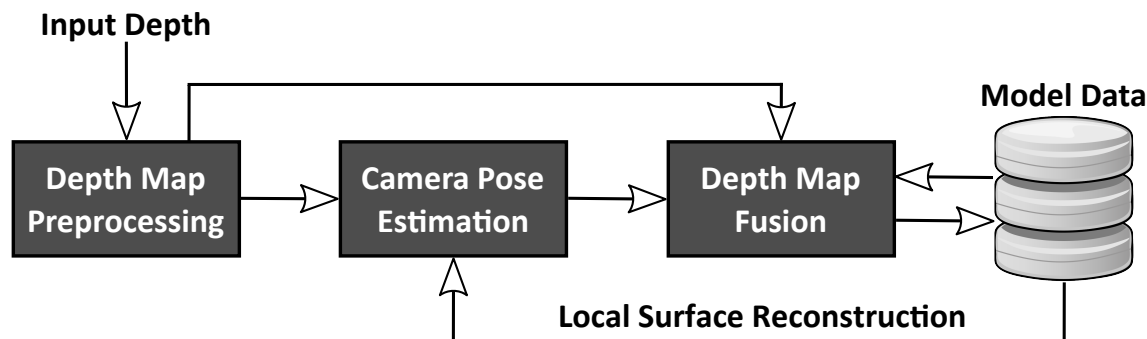 Input Depth
Model Data
Depth Map
Preprocessing
Camera Pose
Estimation
Depth Map
Fusion
Local Surface Reconstruction